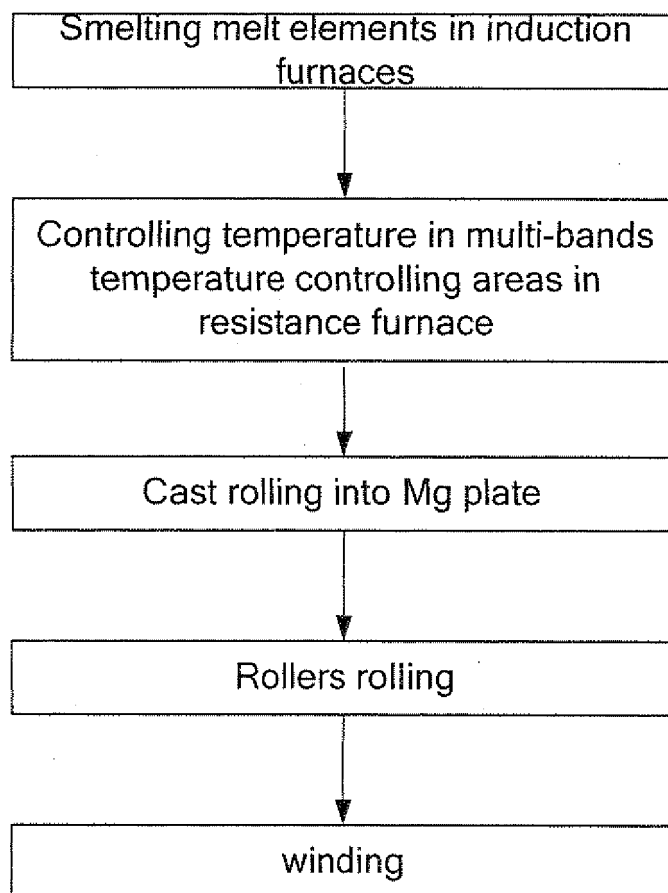 Smelting melt elements in induction
furnaces
Controlling temperature in multi-bands
temperature controlling areas in
resistance furnace
Cast rolling into Mg plate
Rollers rolling
winding